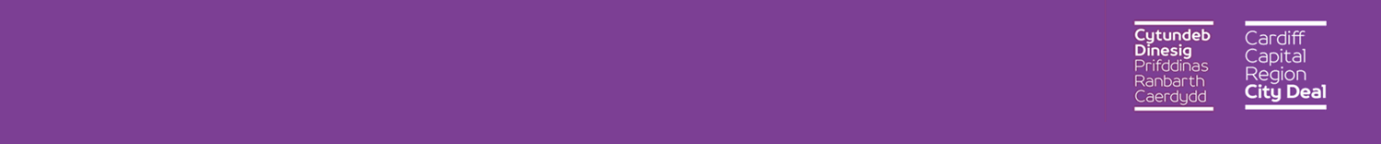 Cytundeb
Dinesig
Prifddinas
Ranbarth
Caerdydd
Cardiff
Capital
Region
City Deal